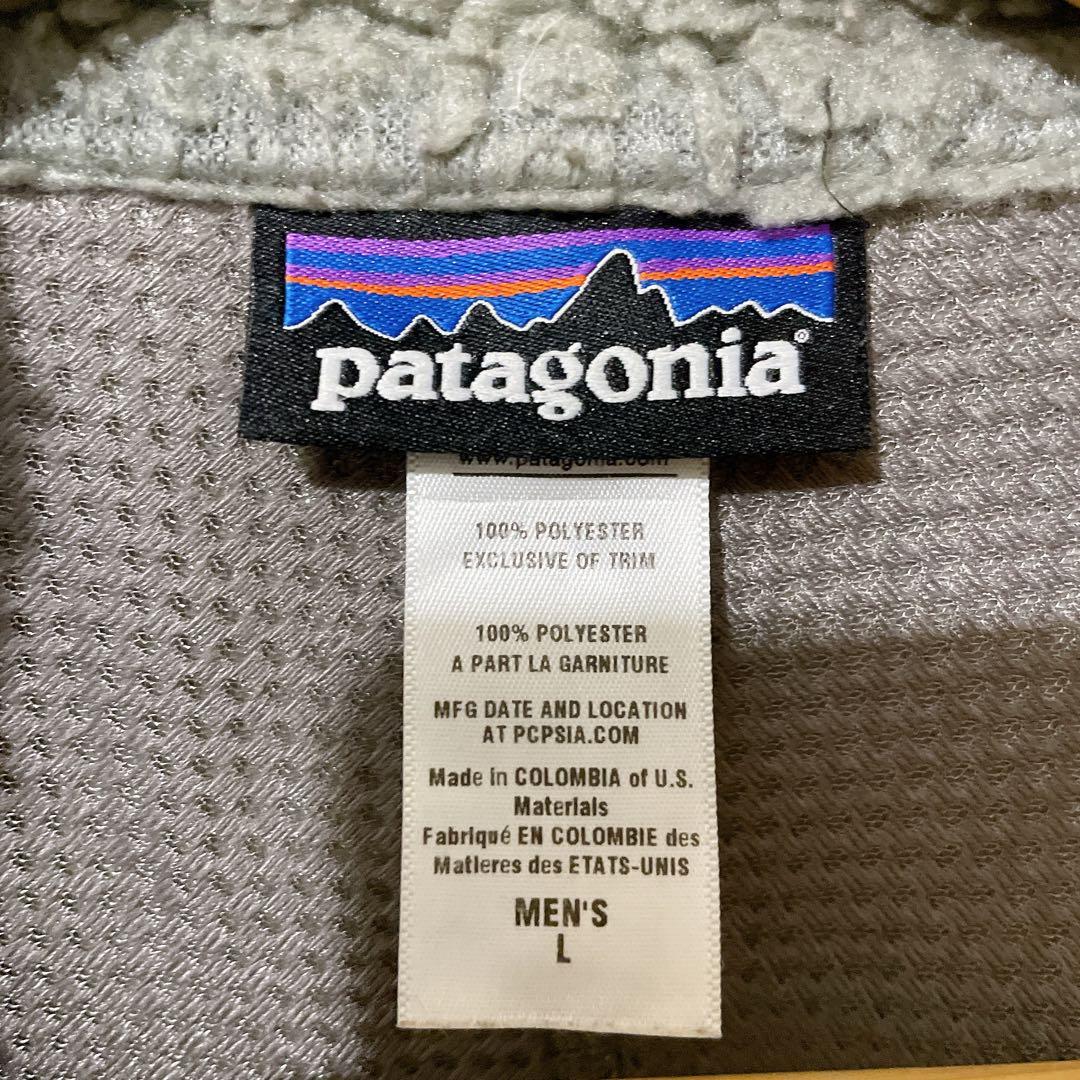 patagonia®
www.patagonia.com
100% POLYESTER
EXCLUSIVE OF TRIM
100% POLYESTER
A PART LA GARNITURE
MFG DATE AND LOCATION
AT PCPSIA.COM
Made in COLOMBIA of U.S.
Materials
Fabriqué EN COLOMBIE des
Matieres des ETATS-UNIS
MEN'S
L